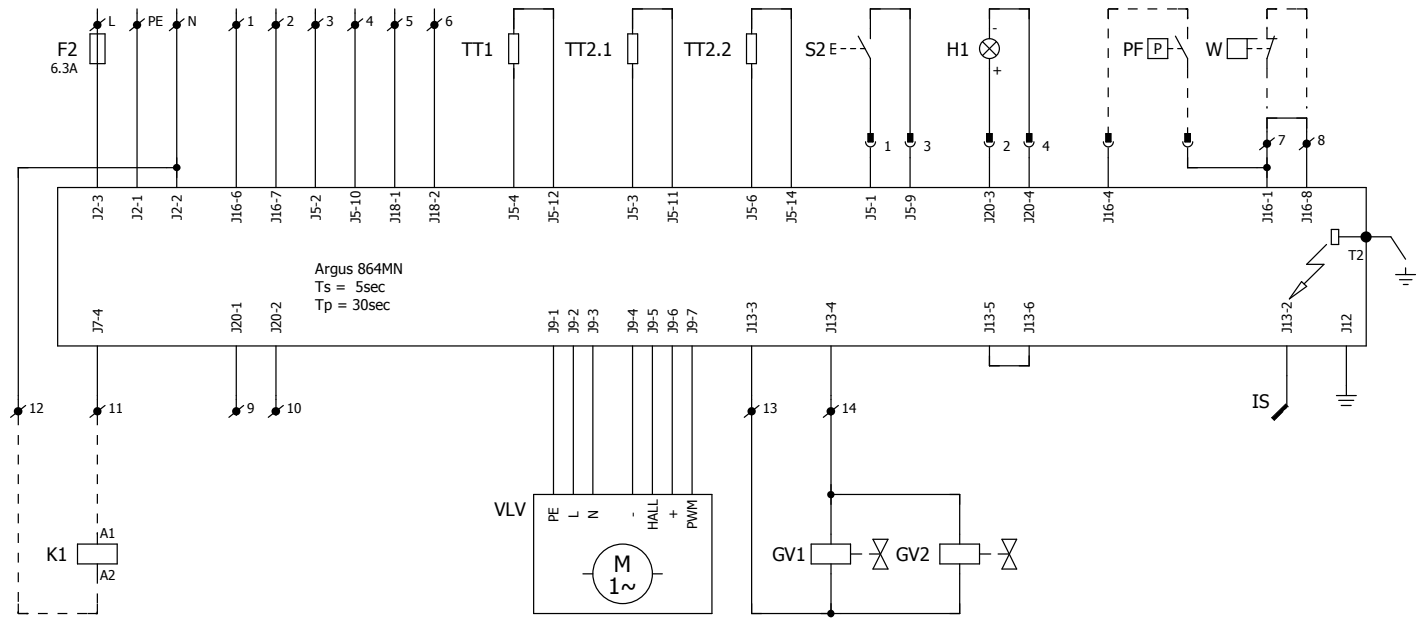 L
PE
N
1
2
3
4
5
6
F2
6.3A
TT1
TT2.1
TT2.2
S2
E
H1
-
+
PF
P
W
1
3
2
4
7
8
J2-3
J2-1
J2-2
J16-6
J16-7
J5-2
J5-10
J18-1
J18-2
J5-4
J5-12
J5-3
J5-11
J5-6
J5-14
J5-1
J5-9
J20-3
J20-4
J16-4
J16-1
J16-8
T2
Argus 864MN
Ts = 5sec
Tp = 30sec
J7-4
J20-1
J20-2
J9-1
J9-2
J9-3
J9-4
J9-5
J9-6
J9-7
J13-3
J13-4
J13-5
J13-6
J13-2
J12
12
11
9
10
13
14
IS
VLV
PE
L
N
-
HALL
+
PWM
M
1~
K1
A1
A2
GV1
GV2